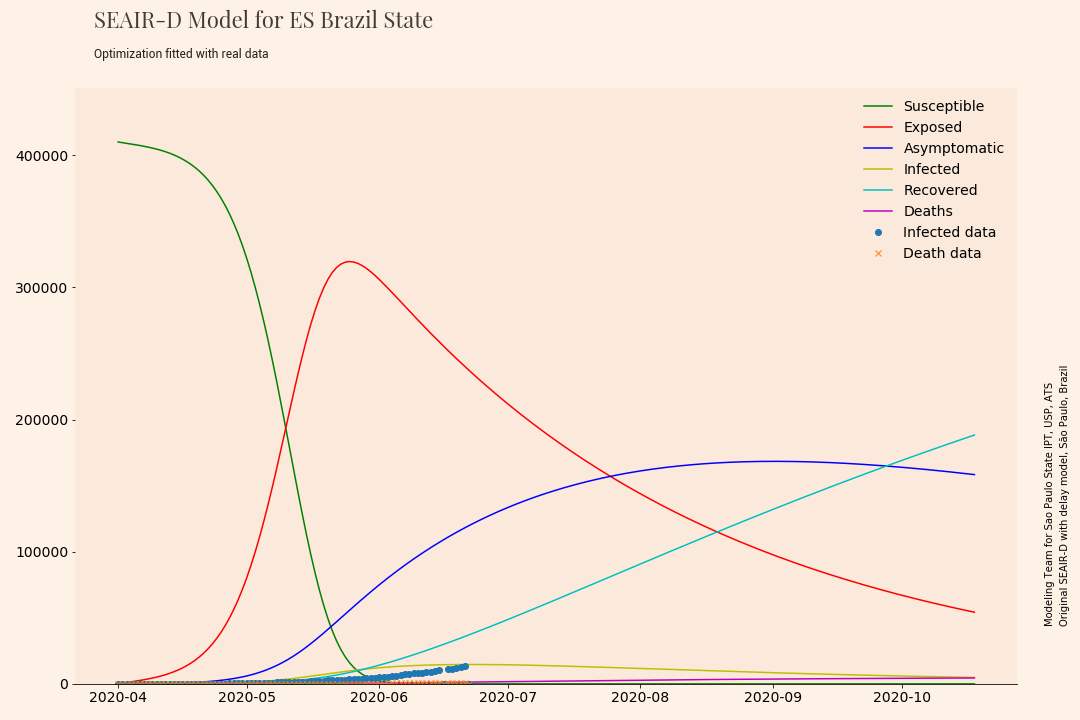 SEAIR-D Model for ES Brazil State
Optimization fitted with real data
Susceptible
Exposed
Asymptomatic
Infected
Recovered
Deaths
Infected data
Death data
400000
300000
200000
100000
0
2020-04
2020-05
2020-06
2020-07
2020-08
2020-09
2020-10
Modeling Team for Sao Paulo State IPT, USP, ATS
Original SEAIR-D with delay model, São Paulo, Brazil